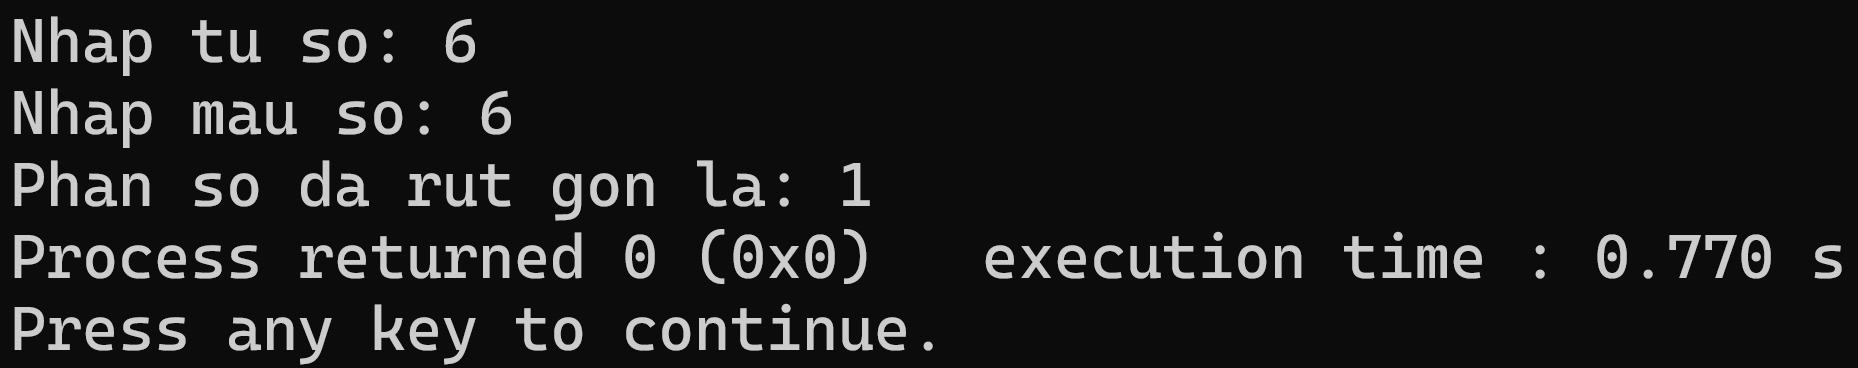 Nhap tu so: 6
Nhap mau so: 6
Phan so da rut gon la: 1
Process returned 0 (0x0)   execution time : 0.770 s
Press any key to continue.